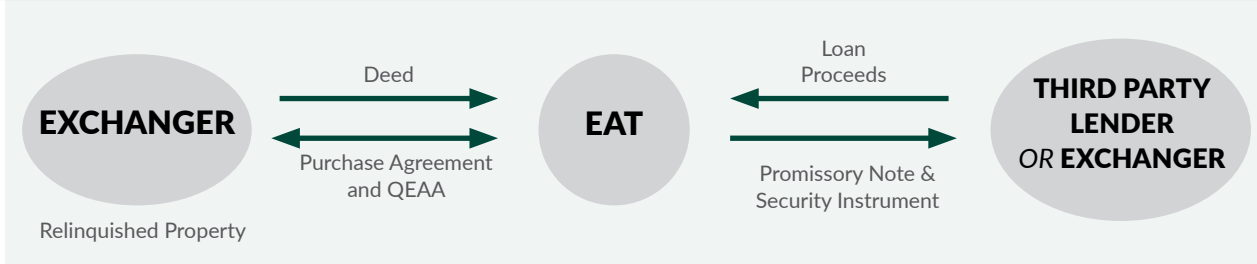 EXCHANGER
Relinquished Property
Deed
Purchase Agreement
and QEAA
EAT
Loan
Proceeds
Promissory Note &
Security Instrument
THIRD PARTY
LENDER
OR EXCHANGER